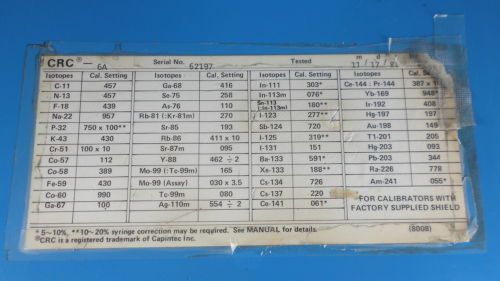 CRC®— 6A Serial No. 62197 Tested m d
11 / 17 /
Isotopes Cal. Setting Isotopes Cal. Setting Isotopes Cal. Setting Isotopes Cal.
C-11 457 Ga-68 416 In-111 303* Ce-144 : Pr-144 387 x
N-13 457 Se-75 258 In-113m 076* Yb-169 948*
F-18 439 As-76 110 Sn-113 (:In-113m) 180** Ir-192 408
Na-22 957 Rb-81 (:Kr-81m) 270 I-123 277** Hg-197 197
P-32 750 x 100** Sr-85 193 Sb-124 720 Au-198 149
K-43 430 Rb-86 411 x 10 I-125 319** T1-201 205
Cr-51 100 x 10 Sr-87m 095 I-131 151 Hg-203 093
Co-57 112 Y-88 462 ÷ 2 Ba-133 591* Pb-203 344
Co-58 389 Mo-99 (:Tc-99m) 165 Xe-133 188** Ra-226 778
Fe-59 430 Mo-99 (Assay) 030 x 3.5 Cs-134 726 Am-241 055*
Co-60 990 Tc-99m 080 Cs-137 220 FOR CALIBRATORS WITH
Ga-67 100 Ag-110m 554 ÷ 2 Ce-141 061* FACTORY SUPPLIED SHIELD
* 5~10%, **10~20% syringe correction may be required. See MANUAL for details.
®CRC is a registered trademark of Capintec Inc. (8008)